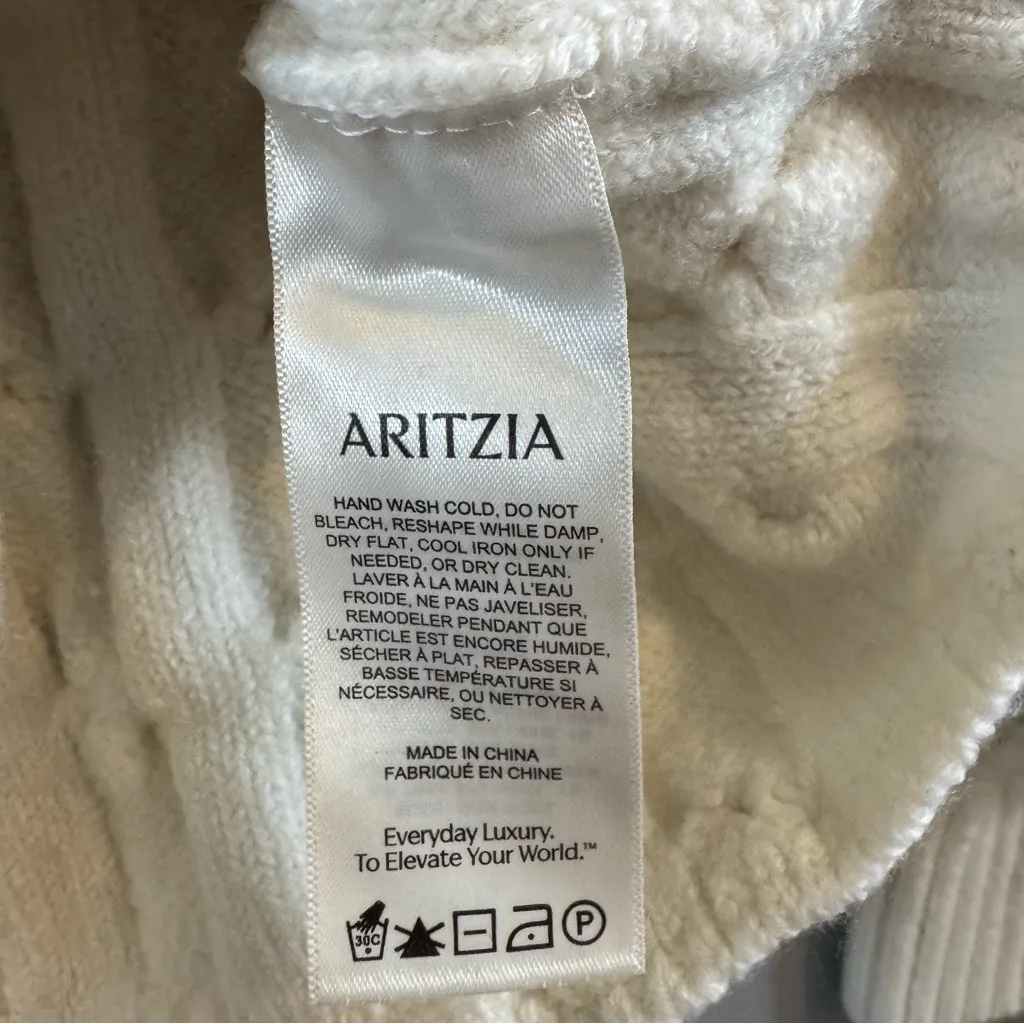 ARITZIA
HAND WASH COLD, DO NOT
BLEACH, RESHAPE WHILE DAMP,
DRY FLAT, COOL IRON ONLY IF
NEEDED, OR DRY CLEAN.
LAVER À LA MAIN À L'EAU
FROIDE, NE PAS JAVELISER,
REMODELER PENDANT QUE
L'ARTICLE EST ENCORE HUMIDE,
SÉCHER À PLAT, REPASSER À
BASSE TEMPÉRATURE SI
NÉCESSAIRE, OU NETTOYER À
SEC.
MADE IN CHINA
FABRIQUÉ EN CHINE
Everyday Luxury.
To Elevate Your World.™
30C P